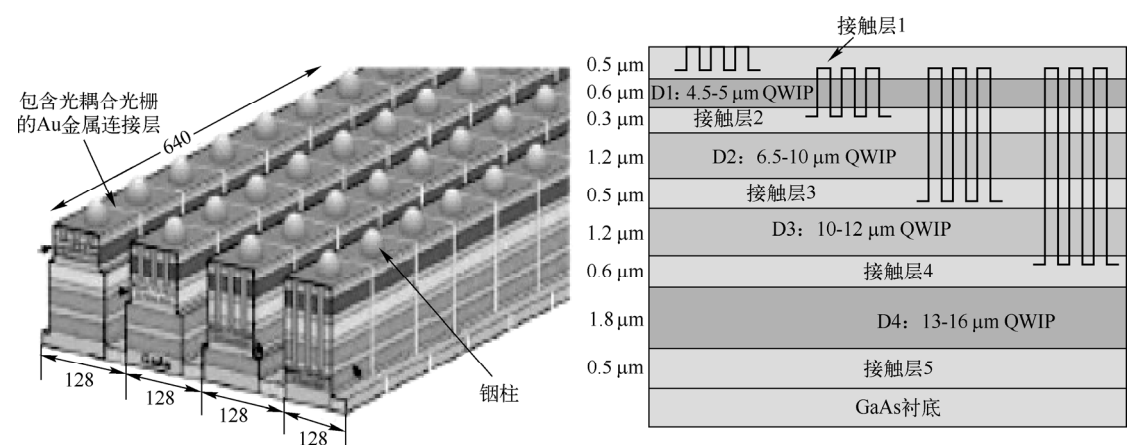 包含光耦合光栅
的Au金属连接层
640
128
128
128
128
铟柱
接触层1
0.5 μm
0.6 μm
D1: 4.5-5 μm QWIP
0.3 μm
接触层2
1.2 μm
D2: 6.5-10 μm QWIP
0.5 μm
接触层3
1.2 μm
D3: 10-12 μm QWIP
0.6 μm
接触层4
1.8 μm
D4: 13-16 μm QWIP
0.5 μm
接触层5
GaAs衬底